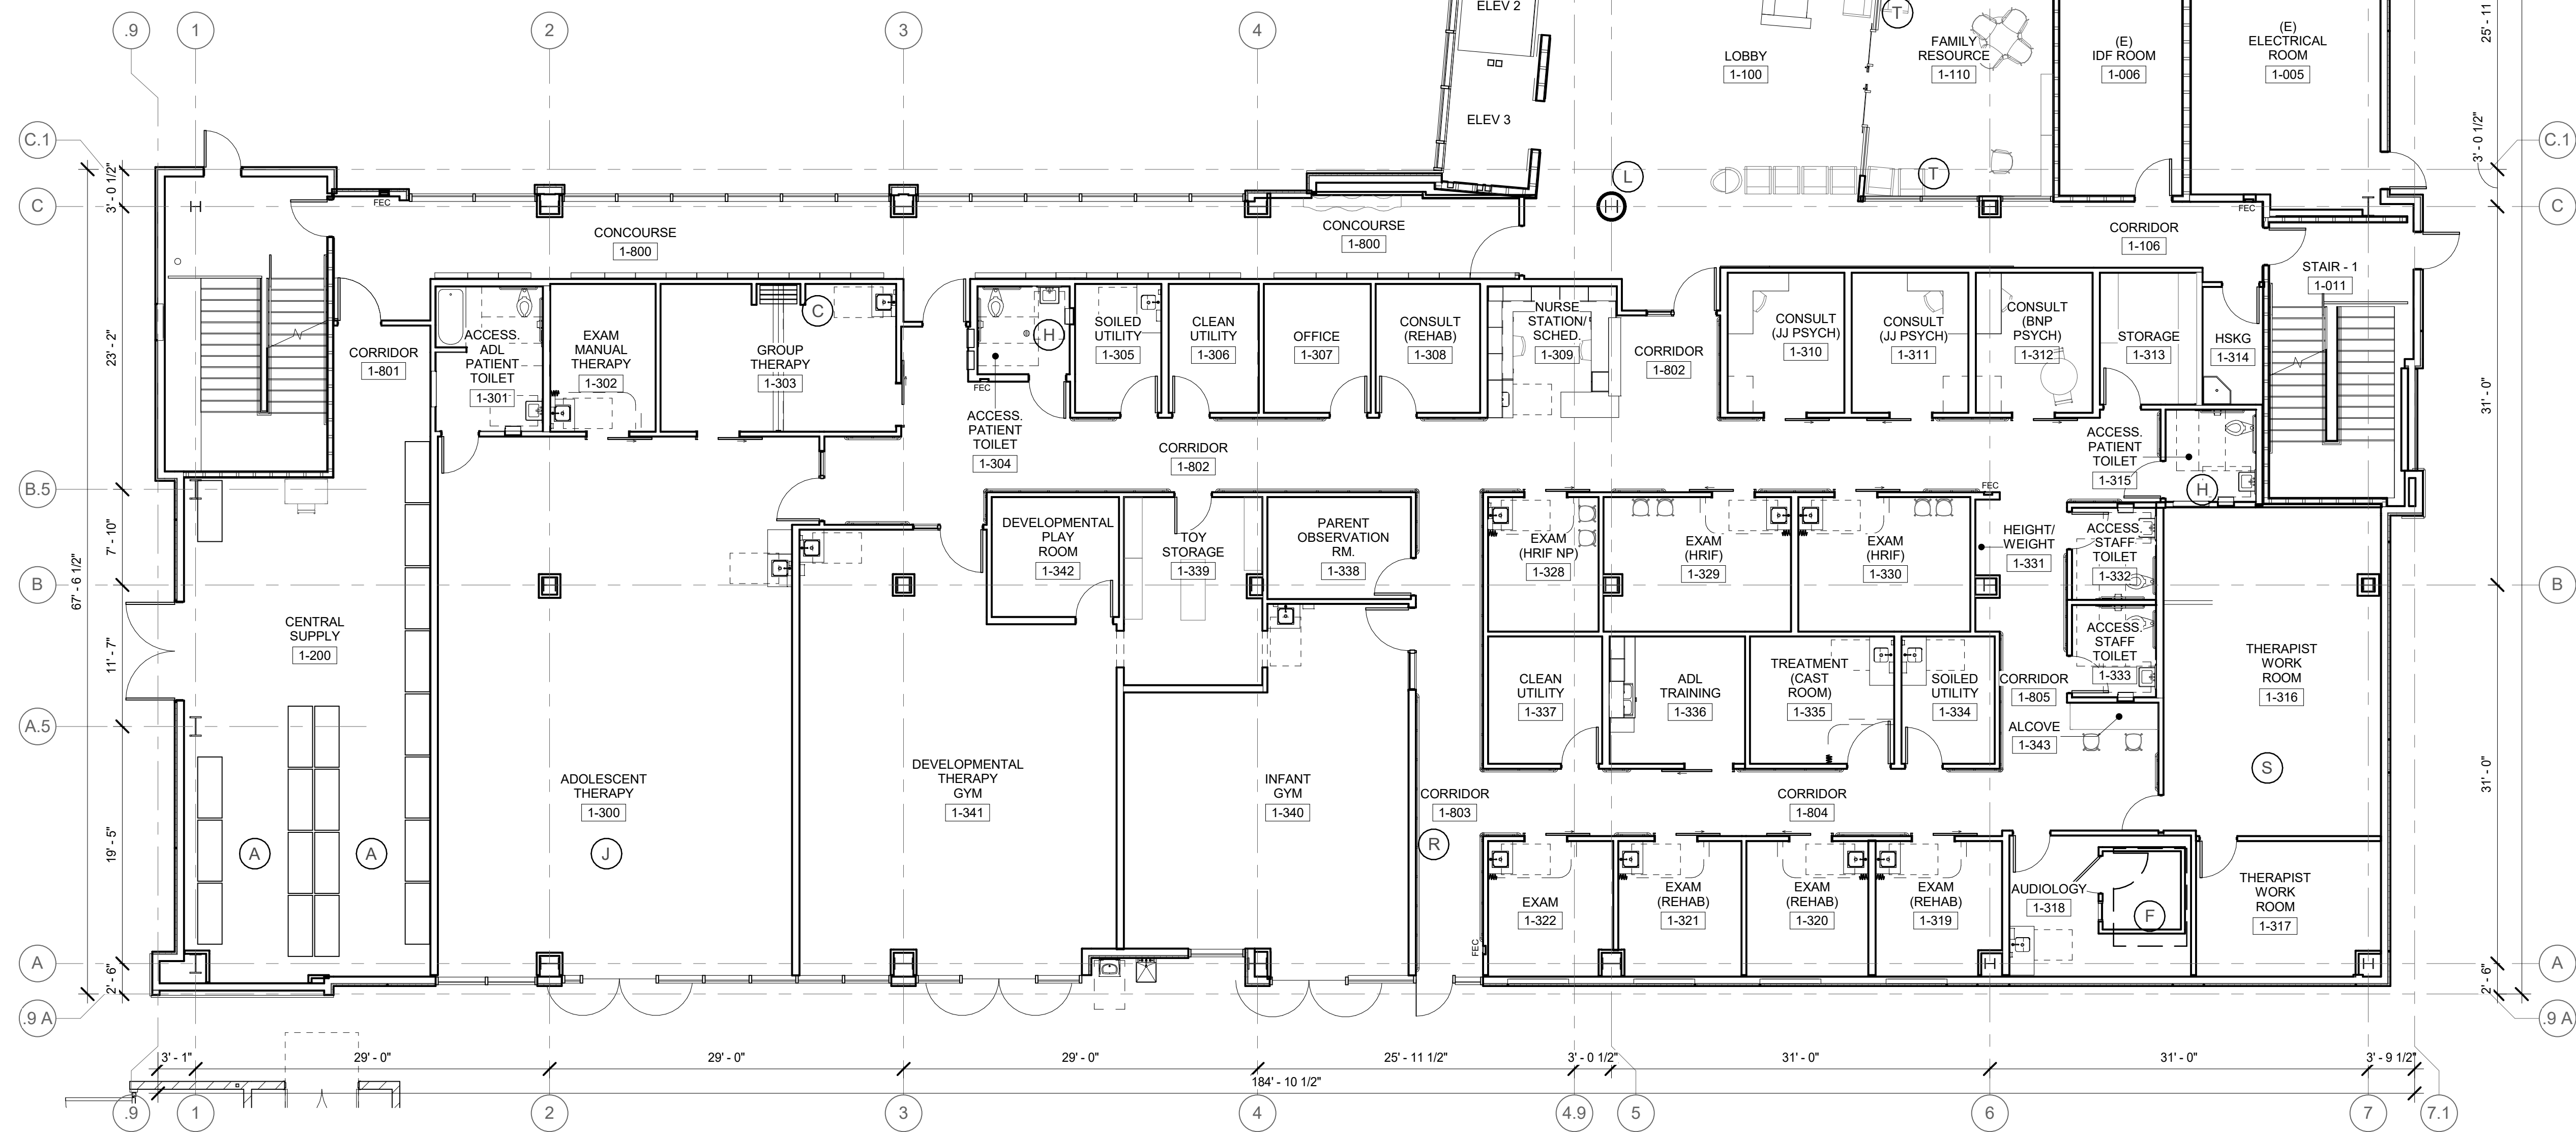 .9
1
2
3
4
ELEV 2
ELEV 3
LOBBY
1-100
T
FAMILY
RESOURCE
1-110
T
(E)
IDF ROOM
1-006
(E)
ELECTRICAL
ROOM
1-005
25' - 11
C.1
3' - 0 1/2"
C
C.1
3' - 0 1/2"
C
L
FEC
FEC
CONCOURSE
1-800
CONCOURSE
1-800
CORRIDOR
1-106
STAIR - 1
1-011
23' - 2"
31' - 0"
CORRIDOR
1-801
ACCESS.
ADL
PATIENT
TOILET
1-301
EXAM
MANUAL
THERAPY
1-302
GROUP
THERAPY
1-303
C
H
FEC
ACCESS.
PATIENT
TOILET
1-304
SOILED
UTILITY
1-305
CLEAN
UTILITY
1-306
OFFICE
1-307
CONSULT
(REHAB)
1-308
NURSE
STATION/
SCHED.
1-309
CORRIDOR
1-802
CONSULT
(JJ PSYCH)
1-310
CONSULT
(JJ PSYCH)
1-311
CONSULT
(BNP
PSYCH)
1-312
STORAGE
1-313
HSKG
1-314
CORRIDOR
1-802
ACCESS.
PATIENT
TOILET
1-315
H
FEC
B.5
7' - 10"
B
67' - 6 1/2"
11' - 7"
A.5
19' - 5"
A
2' - 6"
.9 A
DEVELOPMENTAL
PLAY
ROOM
1-342
TOY
STORAGE
1-339
PARENT
OBSERVATION
RM.
1-338
EXAM
(HRIF NP)
1-328
EXAM
(HRIF)
1-329
EXAM
(HRIF)
1-330
HEIGHT/
WEIGHT
1-331
ACCESS.
STAFF
TOILET
1-332
ACCESS.
STAFF
TOILET
1-333
B
CENTRAL
SUPPLY
1-200
A
A
ADOLESCENT
THERAPY
1-300
J
DEVELOPMENTAL
THERAPY
GYM
1-341
INFANT
GYM
1-340
CLEAN
UTILITY
1-337
ADL
TRAINING
1-336
TREATMENT
(CAST
ROOM)
1-335
SOILED
UTILITY
1-334
CORRIDOR
1-805
ALCOVE
1-343
THERAPIST
WORK
ROOM
1-316
S
31' - 0"
CORRIDOR
1-803
R
CORRIDOR
1-804
FEC
EXAM
1-322
EXAM
(REHAB)
1-321
EXAM
(REHAB)
1-320
EXAM
(REHAB)
1-319
AUDIOLOGY
1-318
F
THERAPIST
WORK
ROOM
1-317
A
2' - 6"
.9 A
3' - 1"
29' - 0"
29' - 0"
29' - 0"
25' - 11 1/2"
3' - 0 1/2"
31' - 0"
31' - 0"
3' - 9 1/2"
184' - 10 1/2"
.9
1
2
3
4
4.9
5
6
7
7.1